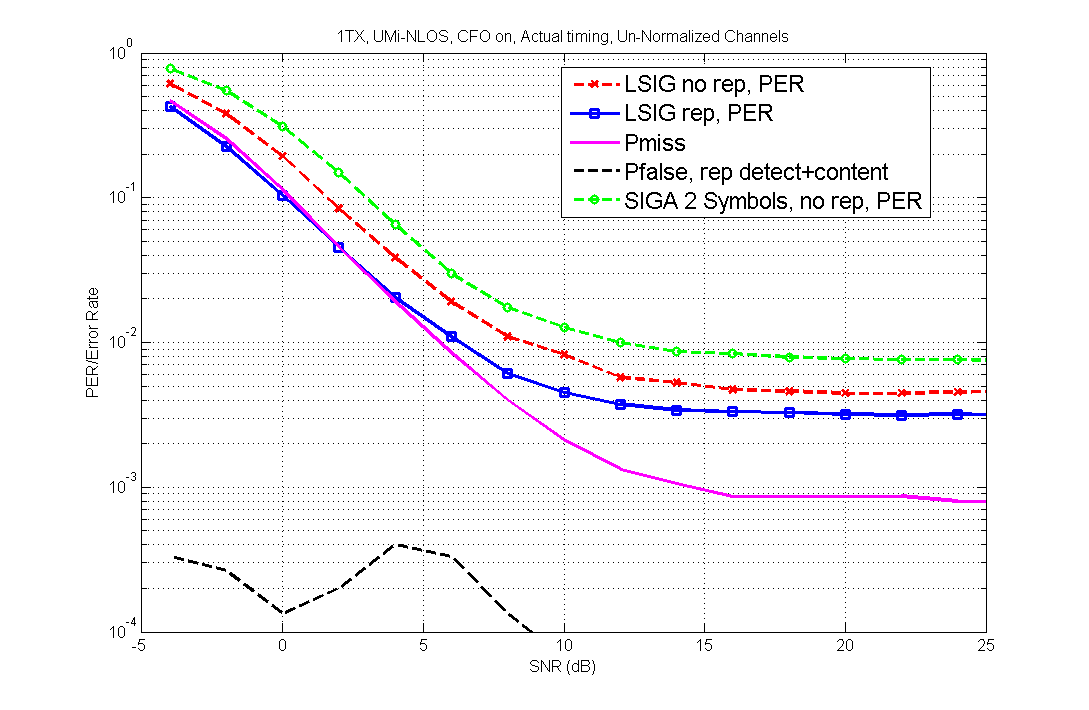 1TX, UMi-NLOS, CFO on, Actual timing, Un-Normalized Channels
LSIG no rep, PER
LSIG rep, PER
Pmiss
Pfalse, rep detect+content
SIGA 2 Symbols, no rep, PER
PER/Error Rate
10^0
10^-1
10^-2
10^-3
10^-4
-5 0 5 10 15 20 25
SNR (dB)